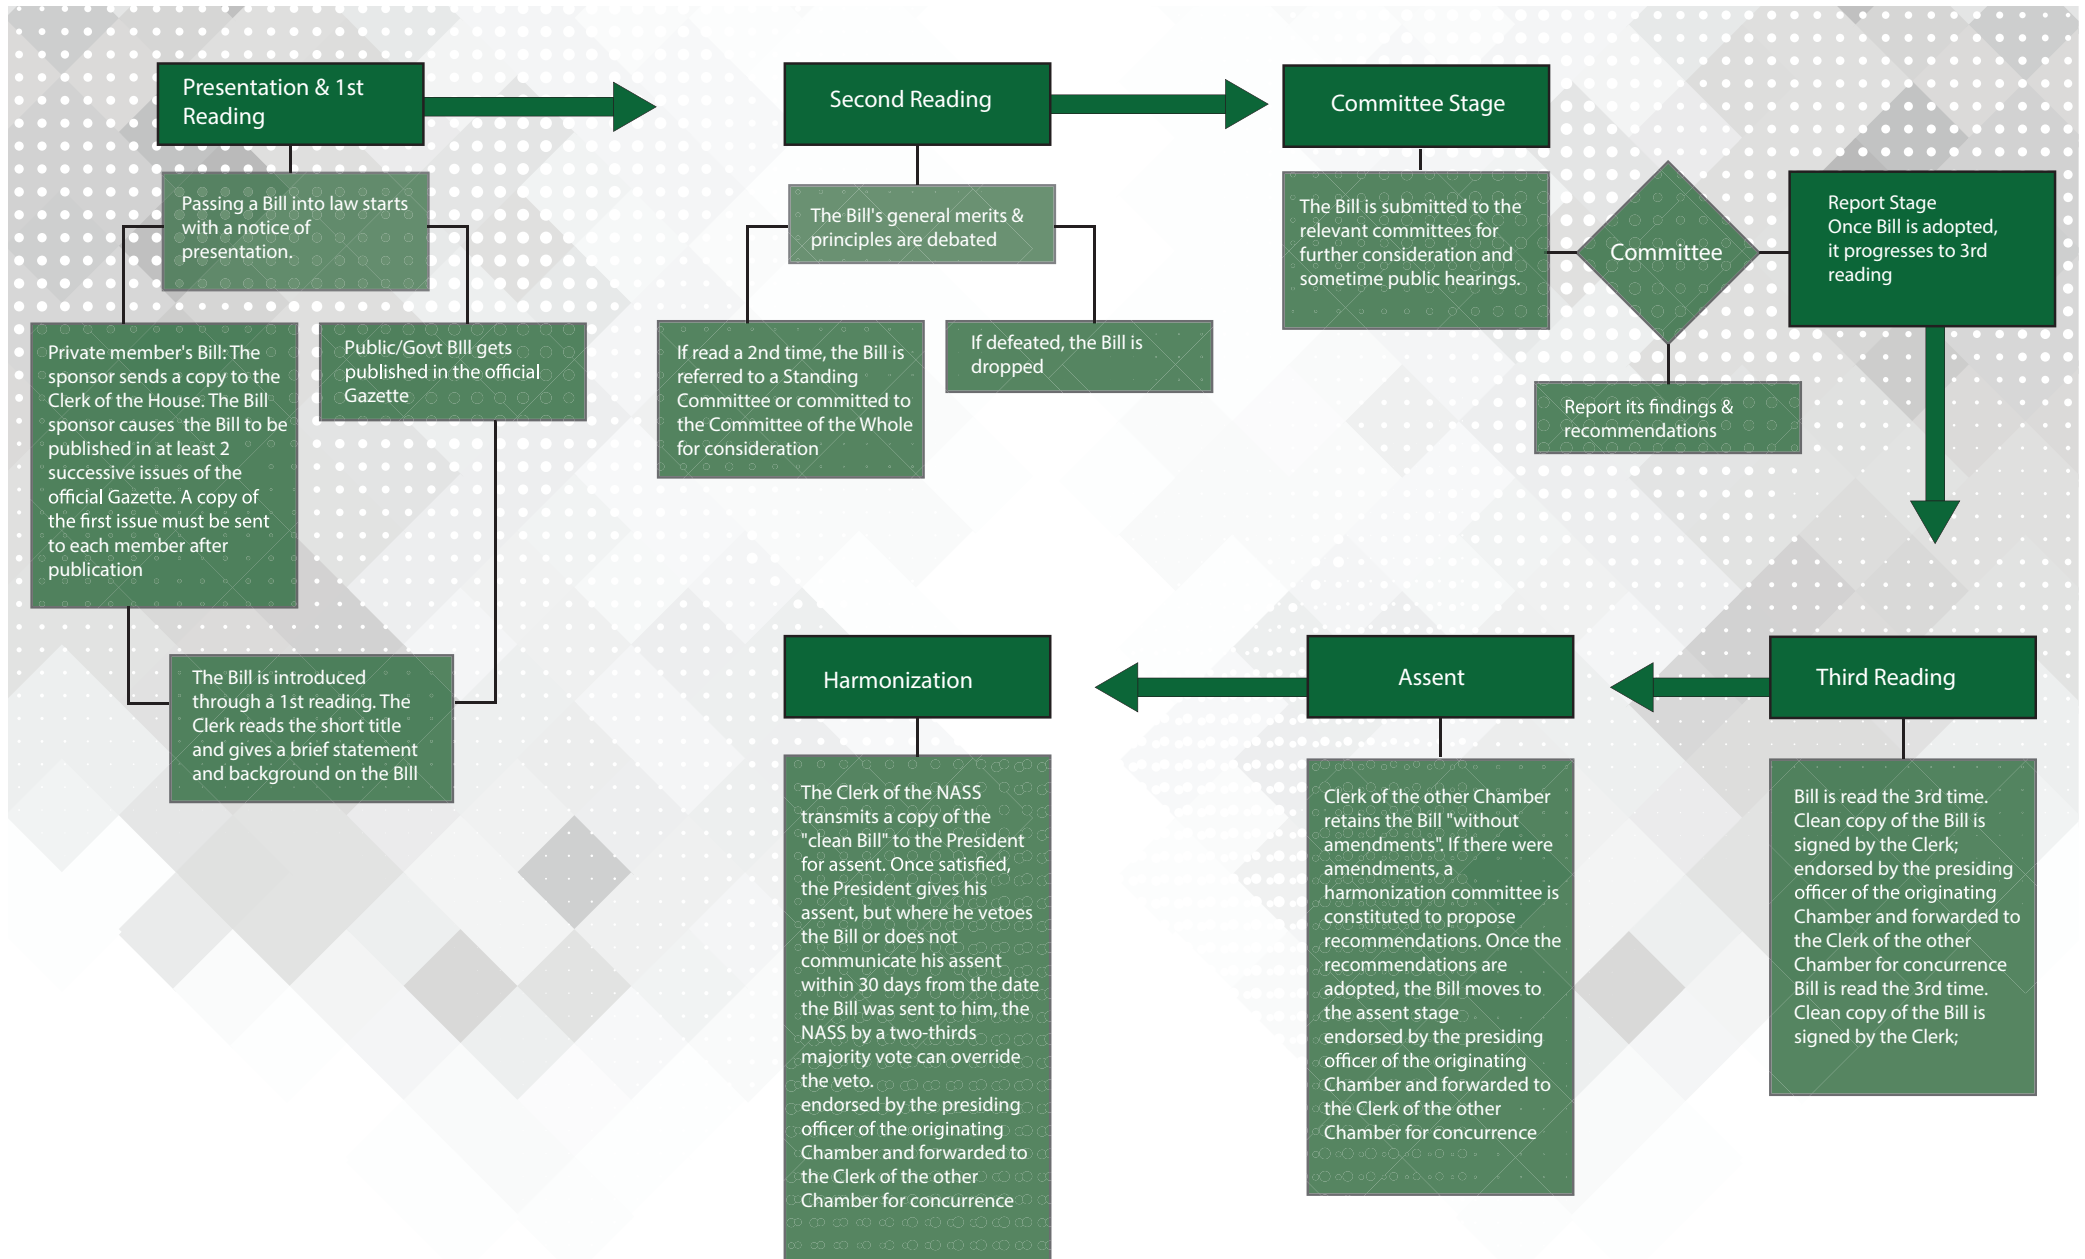 Presentation & 1st
Reading
Second Reading
Committee Stage
Passing a Bill into law starts
with a notice of
presentation.
Private member's Bill: The
sponsor sends a copy to the
Clerk of the House. The Bill
sponsor causes  the Bill to be
published in at least 2
successive issues of the
official Gazette. A copy of
the first issue must be sent
to each member after
publication
Public/Govt BIll gets
published in the official
Gazette
The Bill is introduced
through a 1st reading. The
Clerk reads the short title
and gives a brief statement
and background on the BIll
The Bill's general merits &
principles are debated
If read a 2nd time, the Bill is
referred to a Standing
Committee or committed to
the Committee of the Whole
for consideration
If defeated, the Bill is
dropped
The Bill is submitted to the
relevant committees for
further consideration and
sometime public hearings.
Committee
Report its findings &
recommendations
Report Stage
Once Bill is adopted,
it progresses to 3rd
reading
Harmonization
Assent
Third Reading
The Clerk of the NASS
transmits a copy of the
"clean Bill" to the President
for assent. Once satisfied,
the President gives his
assent, but where he vetoes
the Bill or does not
communicate his assent
within 30 days from the date
the Bill was sent to him, the
NASS by a two-thirds
majority vote can override
the veto.
endorsed by the presiding
officer of the originating
Chamber and forwarded to
the Clerk of the other
Chamber for concurrence
Clerk of the other Chamber
retains the Bill "without
amendments". If there were
amendments, a
harmonization committee is
constituted to propose
recommendations. Once the
recommendations are
adopted, the Bill moves to
the assent stage
endorsed by the presiding
officer of the originating
Chamber and forwarded to
the Clerk of the other
Chamber for concurrence
Bill is read the 3rd time.
Clean copy of the Bill is
signed by the Clerk;
endorsed by the presiding
officer of the originating
Chamber and forwarded to
the Clerk of the other
Chamber for concurrence
Bill is read the 3rd time.
Clean copy of the Bill is
signed by the Clerk;